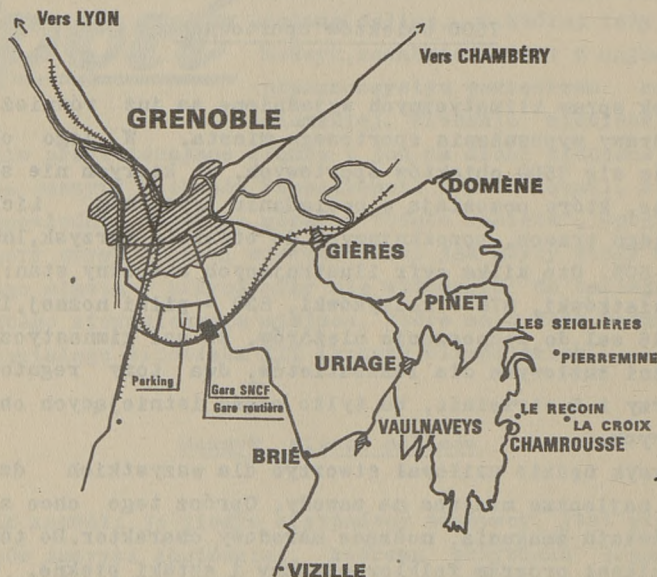 Vers LYON
Vers CHAMBÉRY
GRENOBLE
DOMÈNE
GIÈRES
PINET
LES SEIGLIÈRES
PIERREMINE
URIAGE
Parking
Gare SNCF
Gare routière
LE RECOIN
LA CROIX
VAULNAVEYS
CHAMROUSSE
BRIÉ
VIZILLE